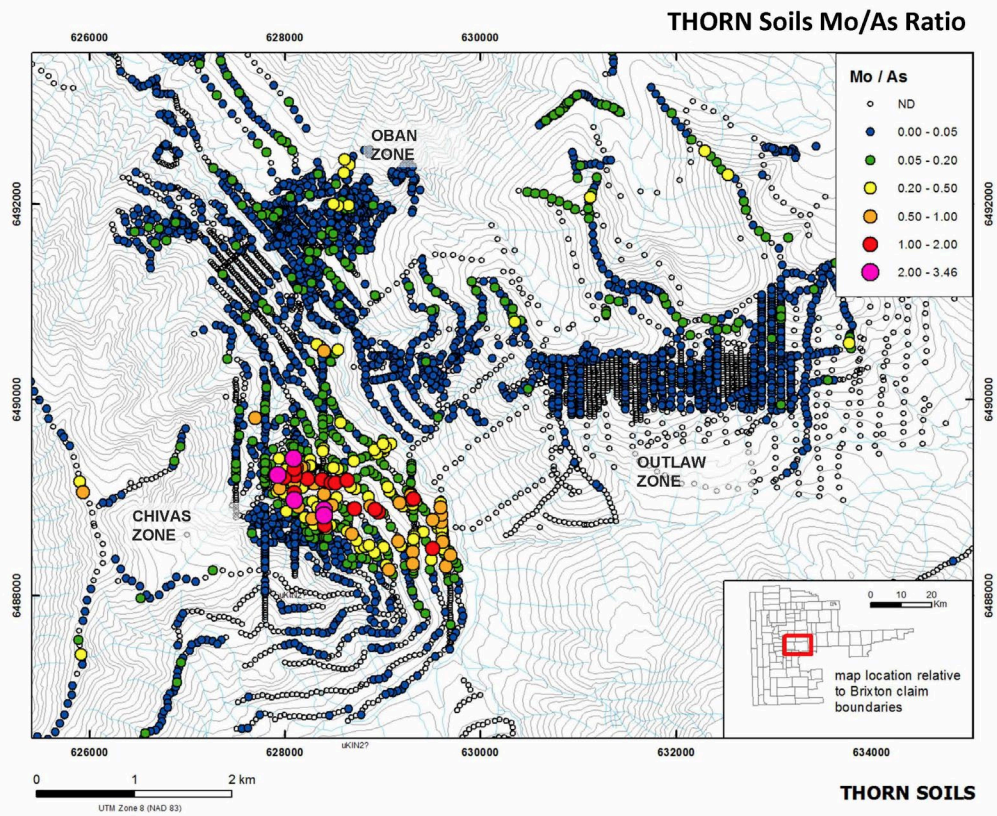 THORN Soils Mo/As Ratio
626000
628000
630000
Mo / As
ND
0.00 - 0.05
0.05 - 0.20
0.20 - 0.50
0.50 - 1.00
1.00 - 2.00
2.00 - 3.46
OBAN
ZONE
6492000
6492000
6490000
6490000
OUTLAW
ZONE
CHIVAS
ZONE
6488000
6488000
uKIN2
0 10 20
Km
map location relative
to Brixton claim
boundaries
626000
628000
630000
632000
634000
uKIN2?
0 1 2 km
UTM Zone 8 (NAD 83)
THORN SOILS